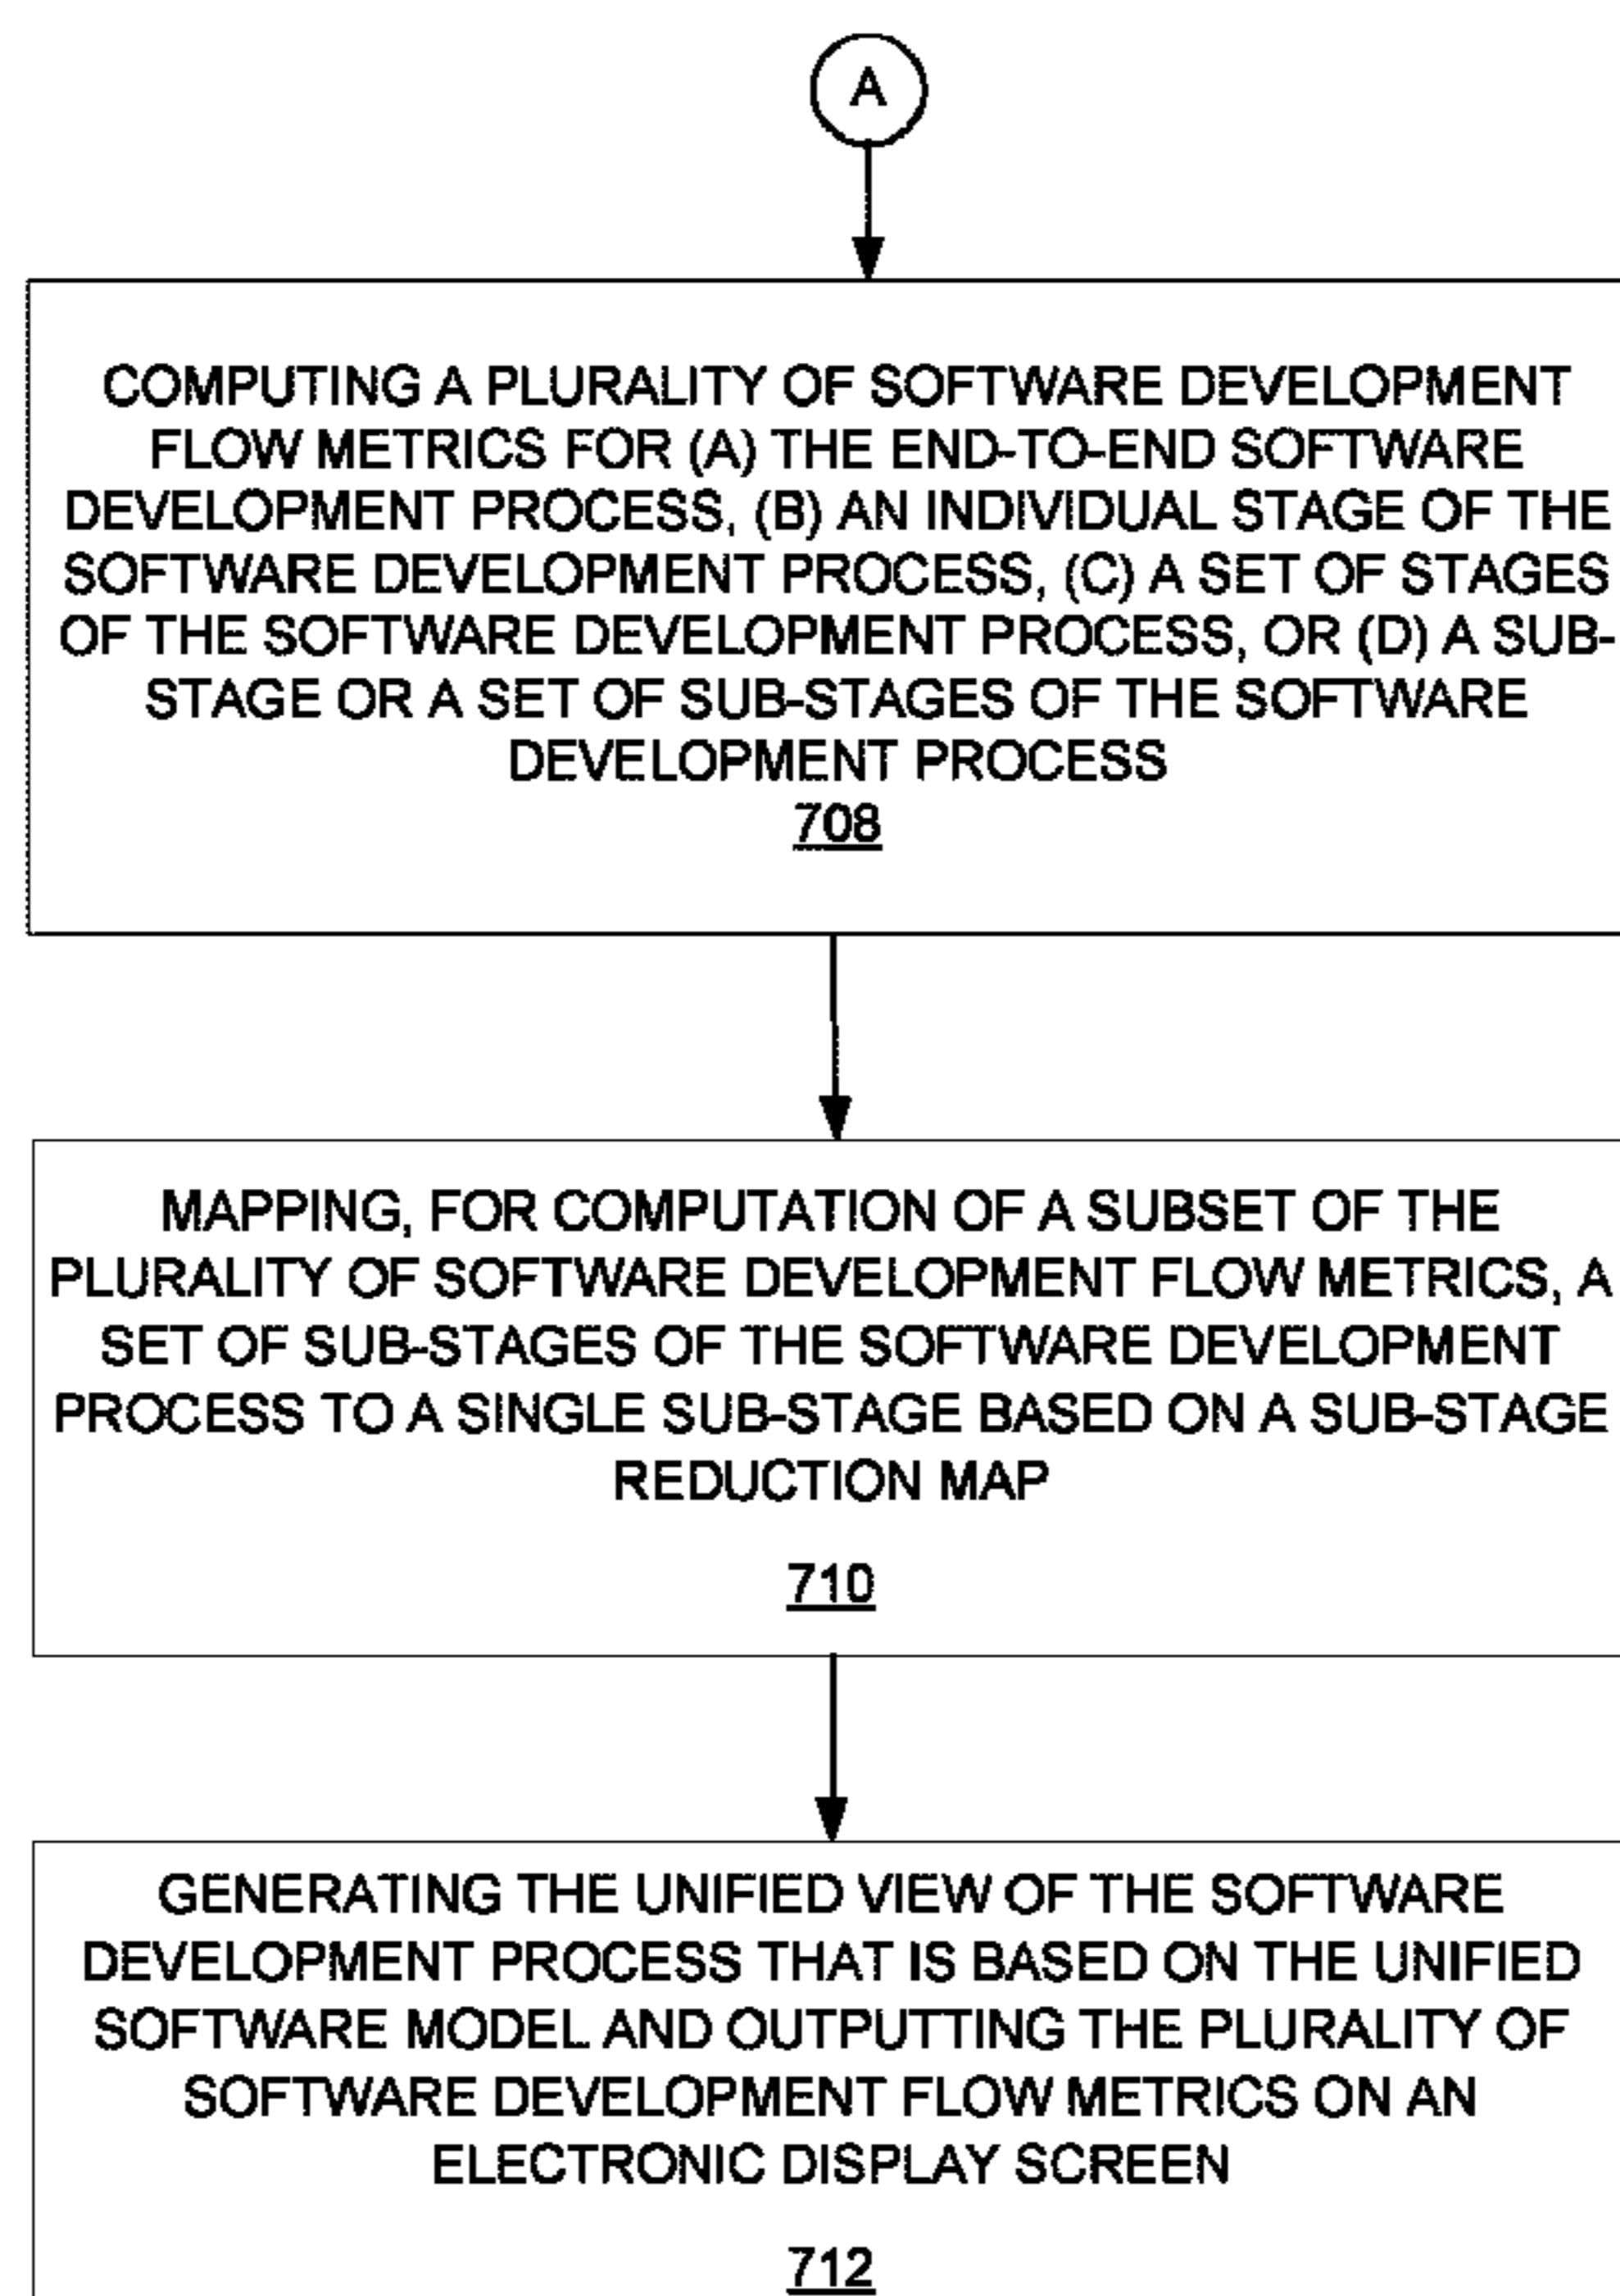 A
COMPUTING A PLURALITY OF SOFTWARE DEVELOPMENT
FLOW METRICS FOR (A) THE END-TO-END SOFTWARE
DEVELOPMENT PROCESS, (B) AN INDIVIDUAL STAGE OF THE
SOFTWARE DEVELOPMENT PROCESS, (C) A SET OF STAGES
OF THE SOFTWARE DEVELOPMENT PROCESS, OR (D) A SUB-
STAGE OR A SET OF SUB-STAGES OF THE SOFTWARE
DEVELOPMENT PROCESS
708
MAPPING, FOR COMPUTATION OF A SUBSET OF THE
PLURALITY OF SOFTWARE DEVELOPMENT FLOW METRICS, A
SET OF SUB-STAGES OF THE SOFTWARE DEVELOPMENT
PROCESS TO A SINGLE SUB-STAGE BASED ON A SUB-STAGE
REDUCTION MAP
710
GENERATING THE UNIFIED VIEW OF THE SOFTWARE
DEVELOPMENT PROCESS THAT IS BASED ON THE UNIFIED
SOFTWARE MODEL AND OUTPUTTING THE PLURALITY OF
SOFTWARE DEVELOPMENT FLOW METRICS ON AN
ELECTRONIC DISPLAY SCREEN
712